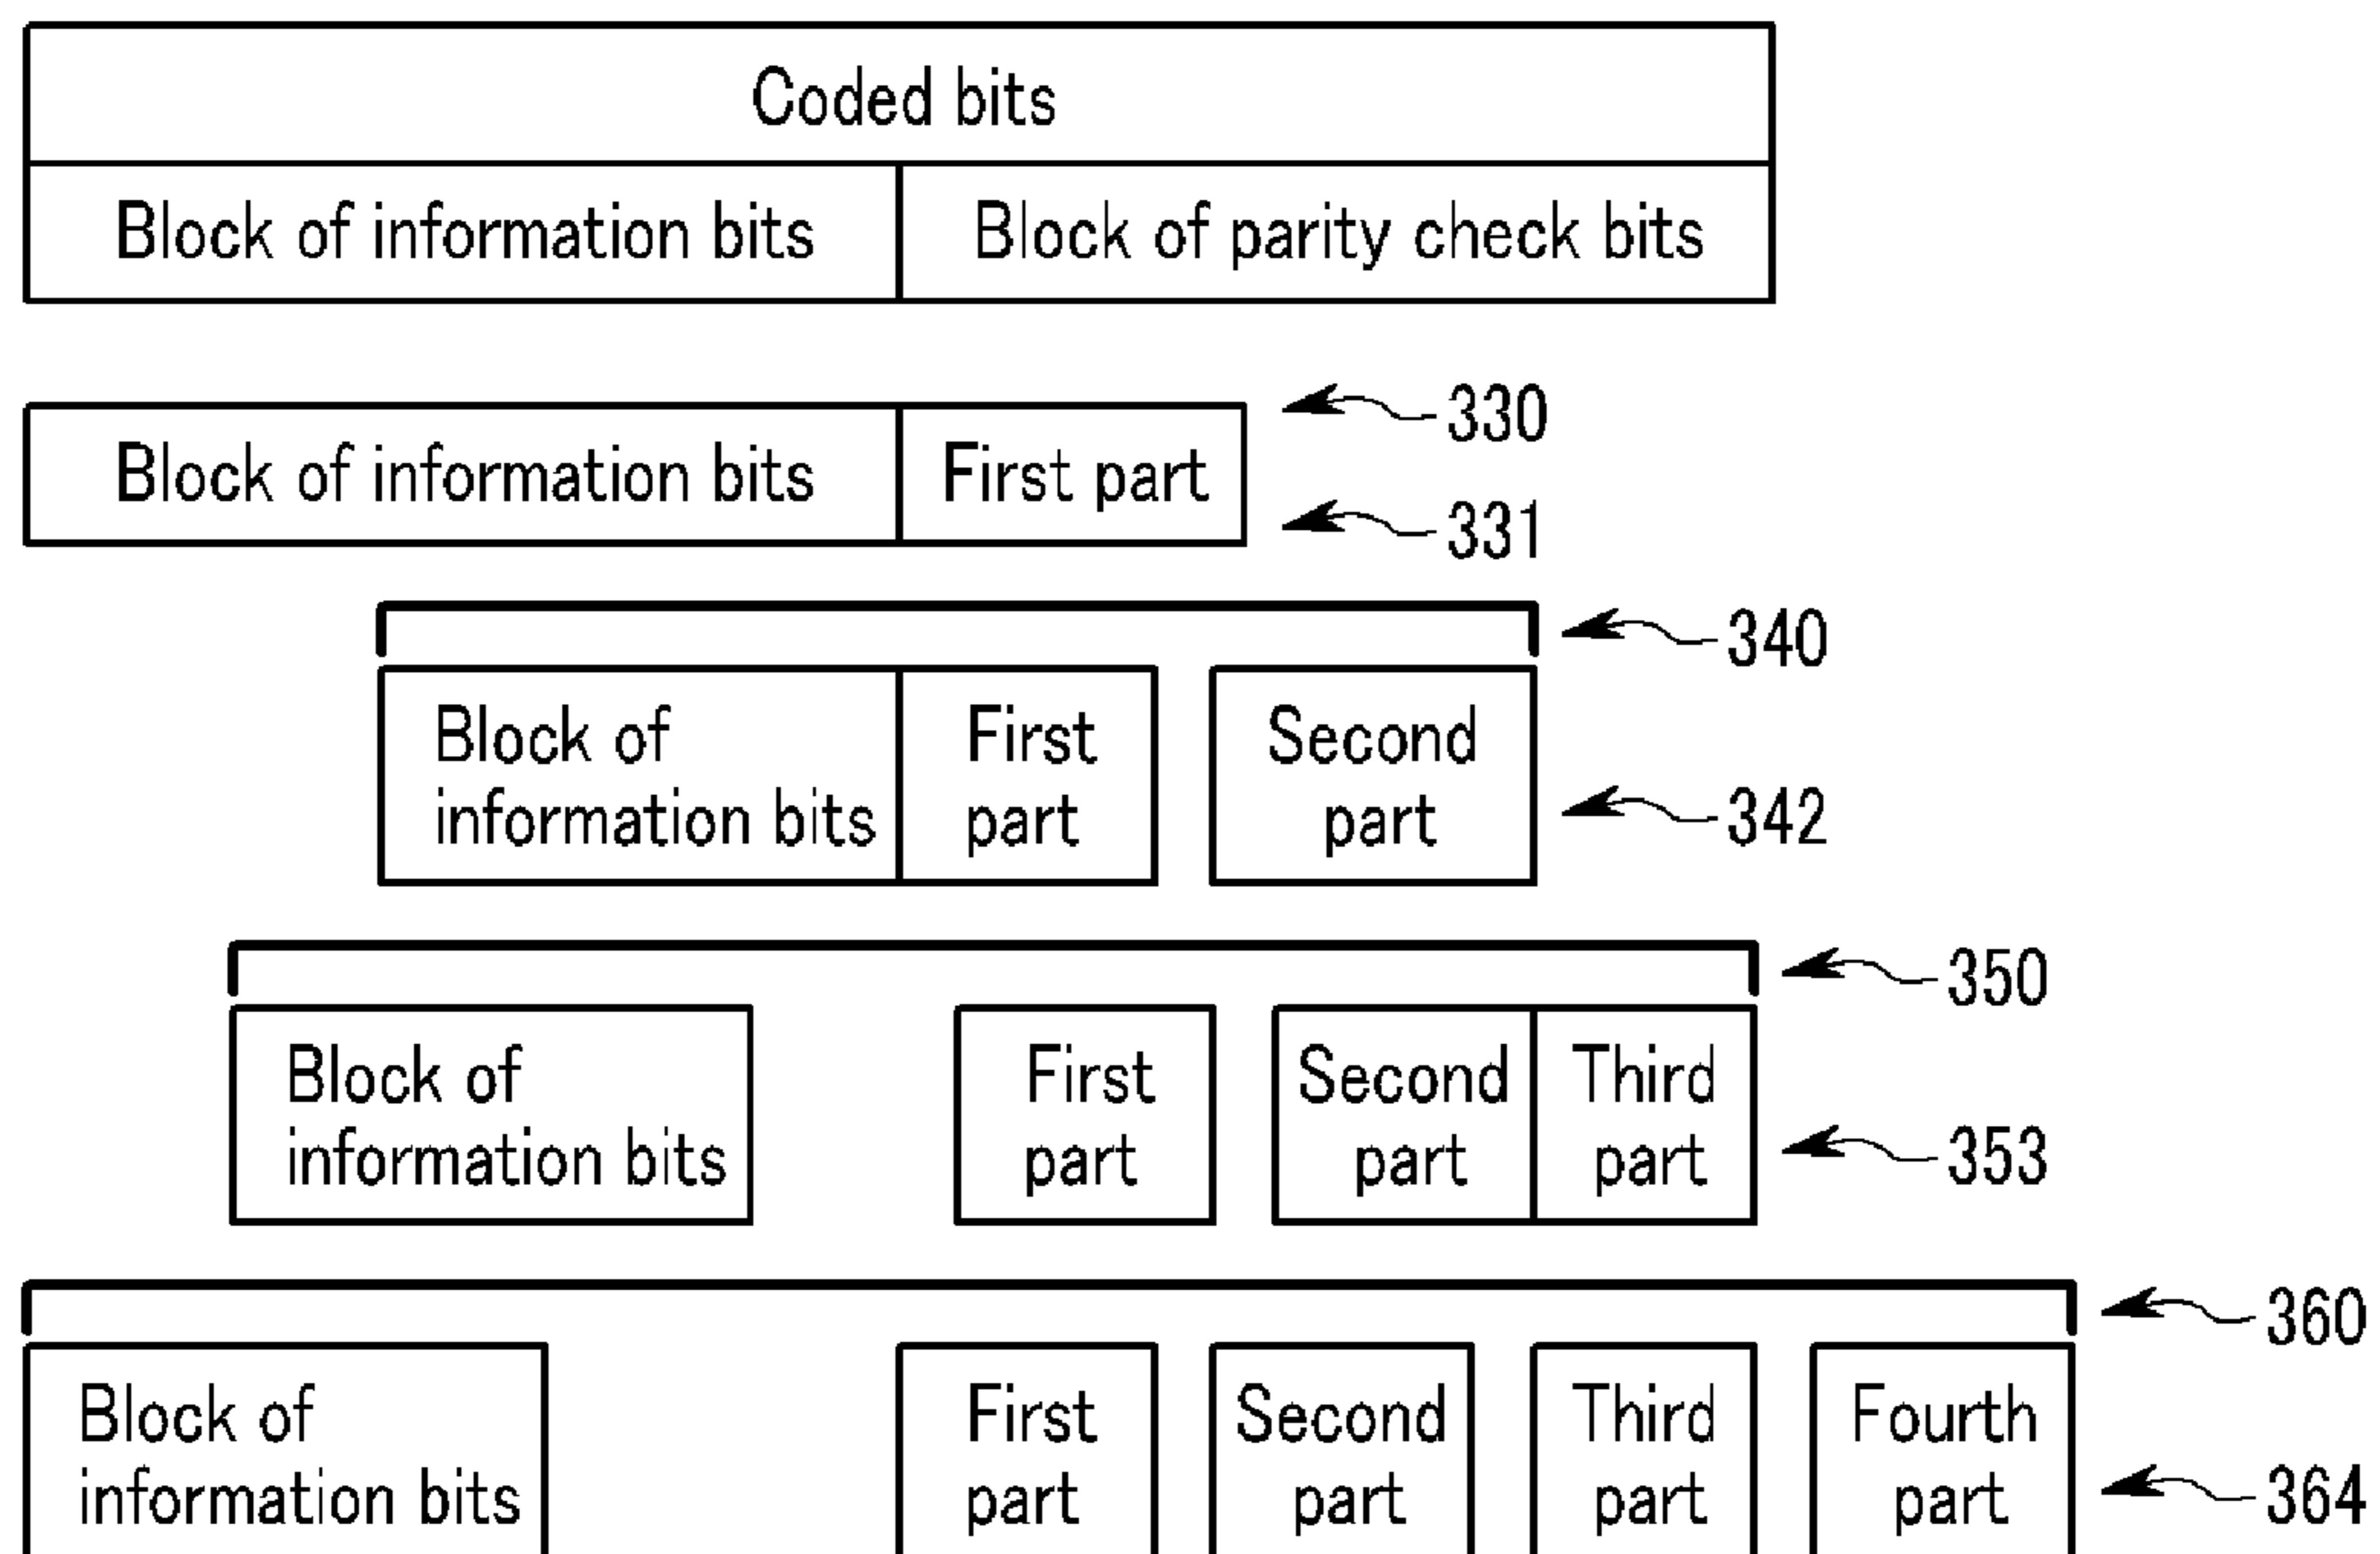 Coded bits
Block of information bits Block of parity check bits
330
Block of information bits First part
331
340
Block of First Second
information bits part part
342
350
Block of First Second Third
information bits part part part
353
360
Block of First Second Third Fourth
information bits part part part part
364